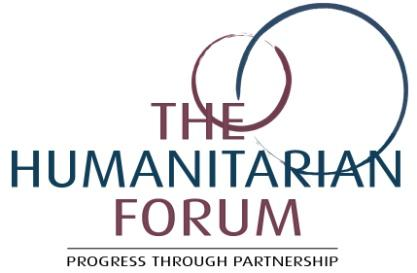 THE
HUMANITARIAN
FORUM
PROGRESS THROUGH PARTNERSHIP